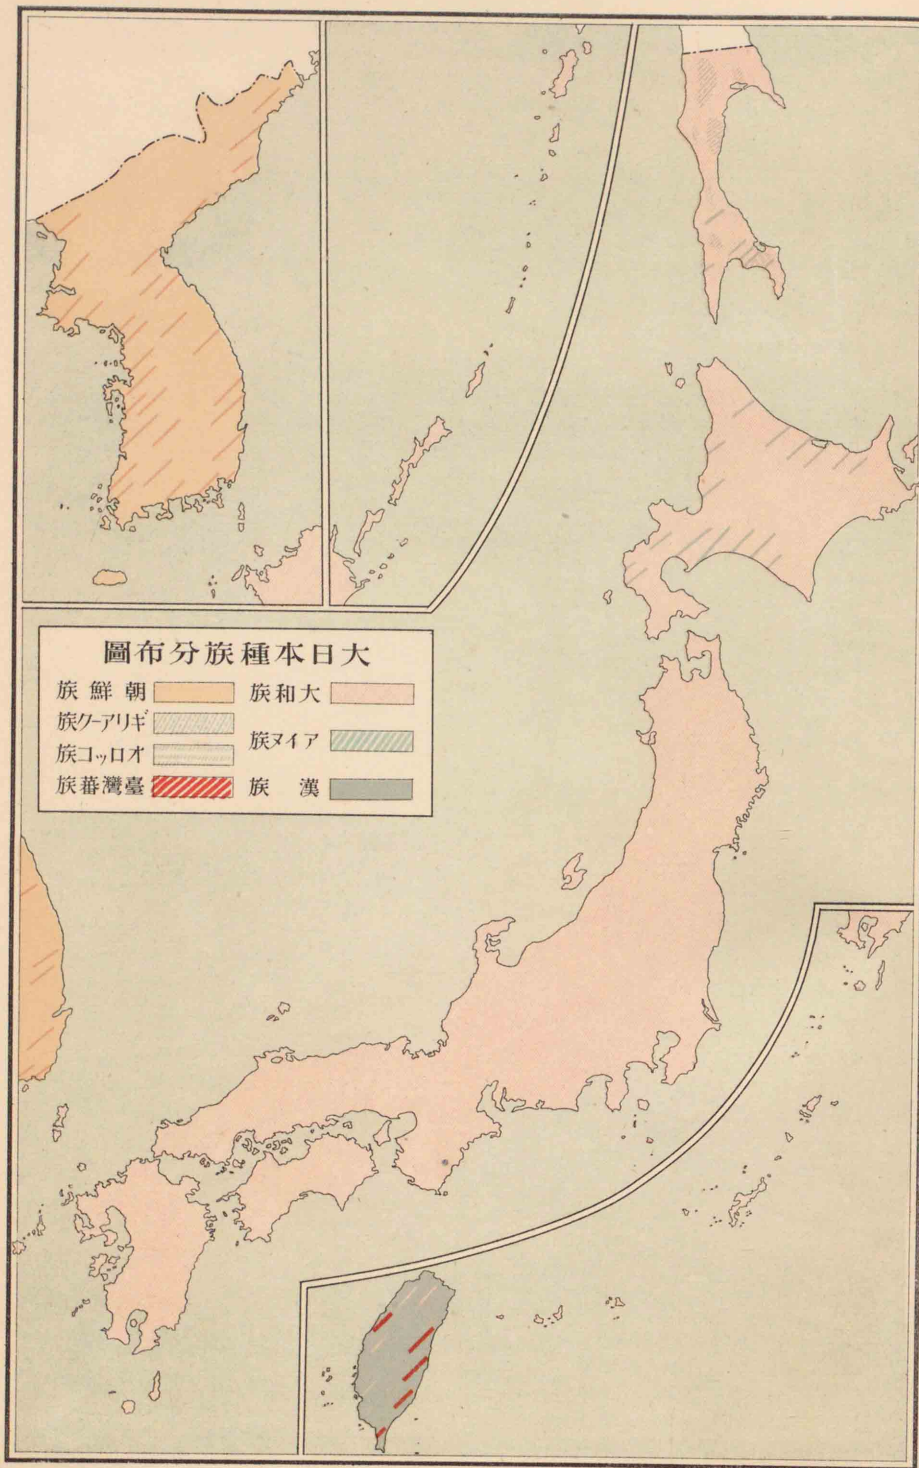 大日本種族分布圖
大和族
アイヌ族
漢族
朝鮮族
ギリアーク族
オロッコ族
臺灣蕃族